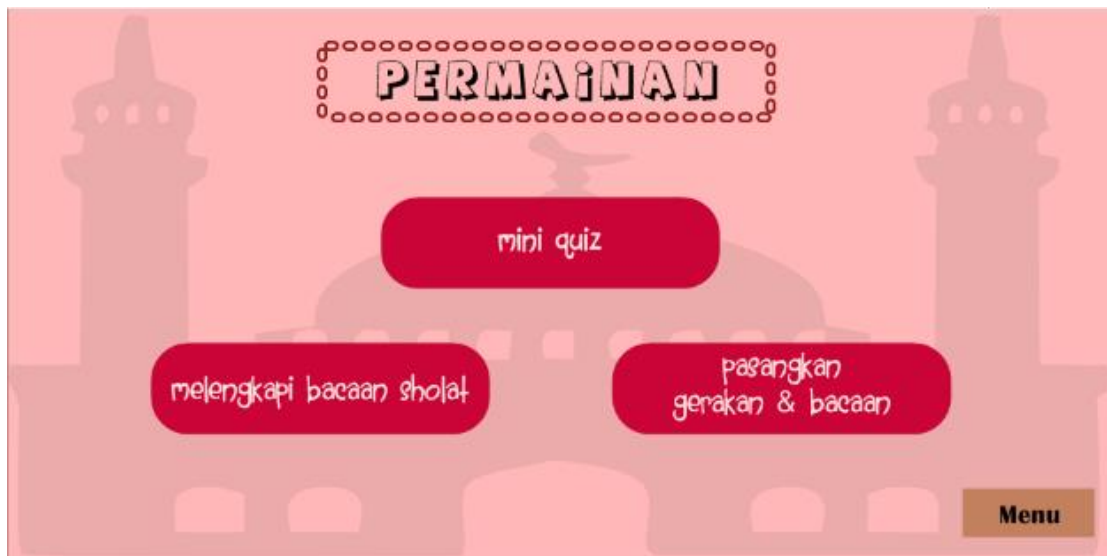 PERMAiNAN
mini quiz
melengkapi bacaan sholat
pasangkan
gerakan & bacaan
Menu